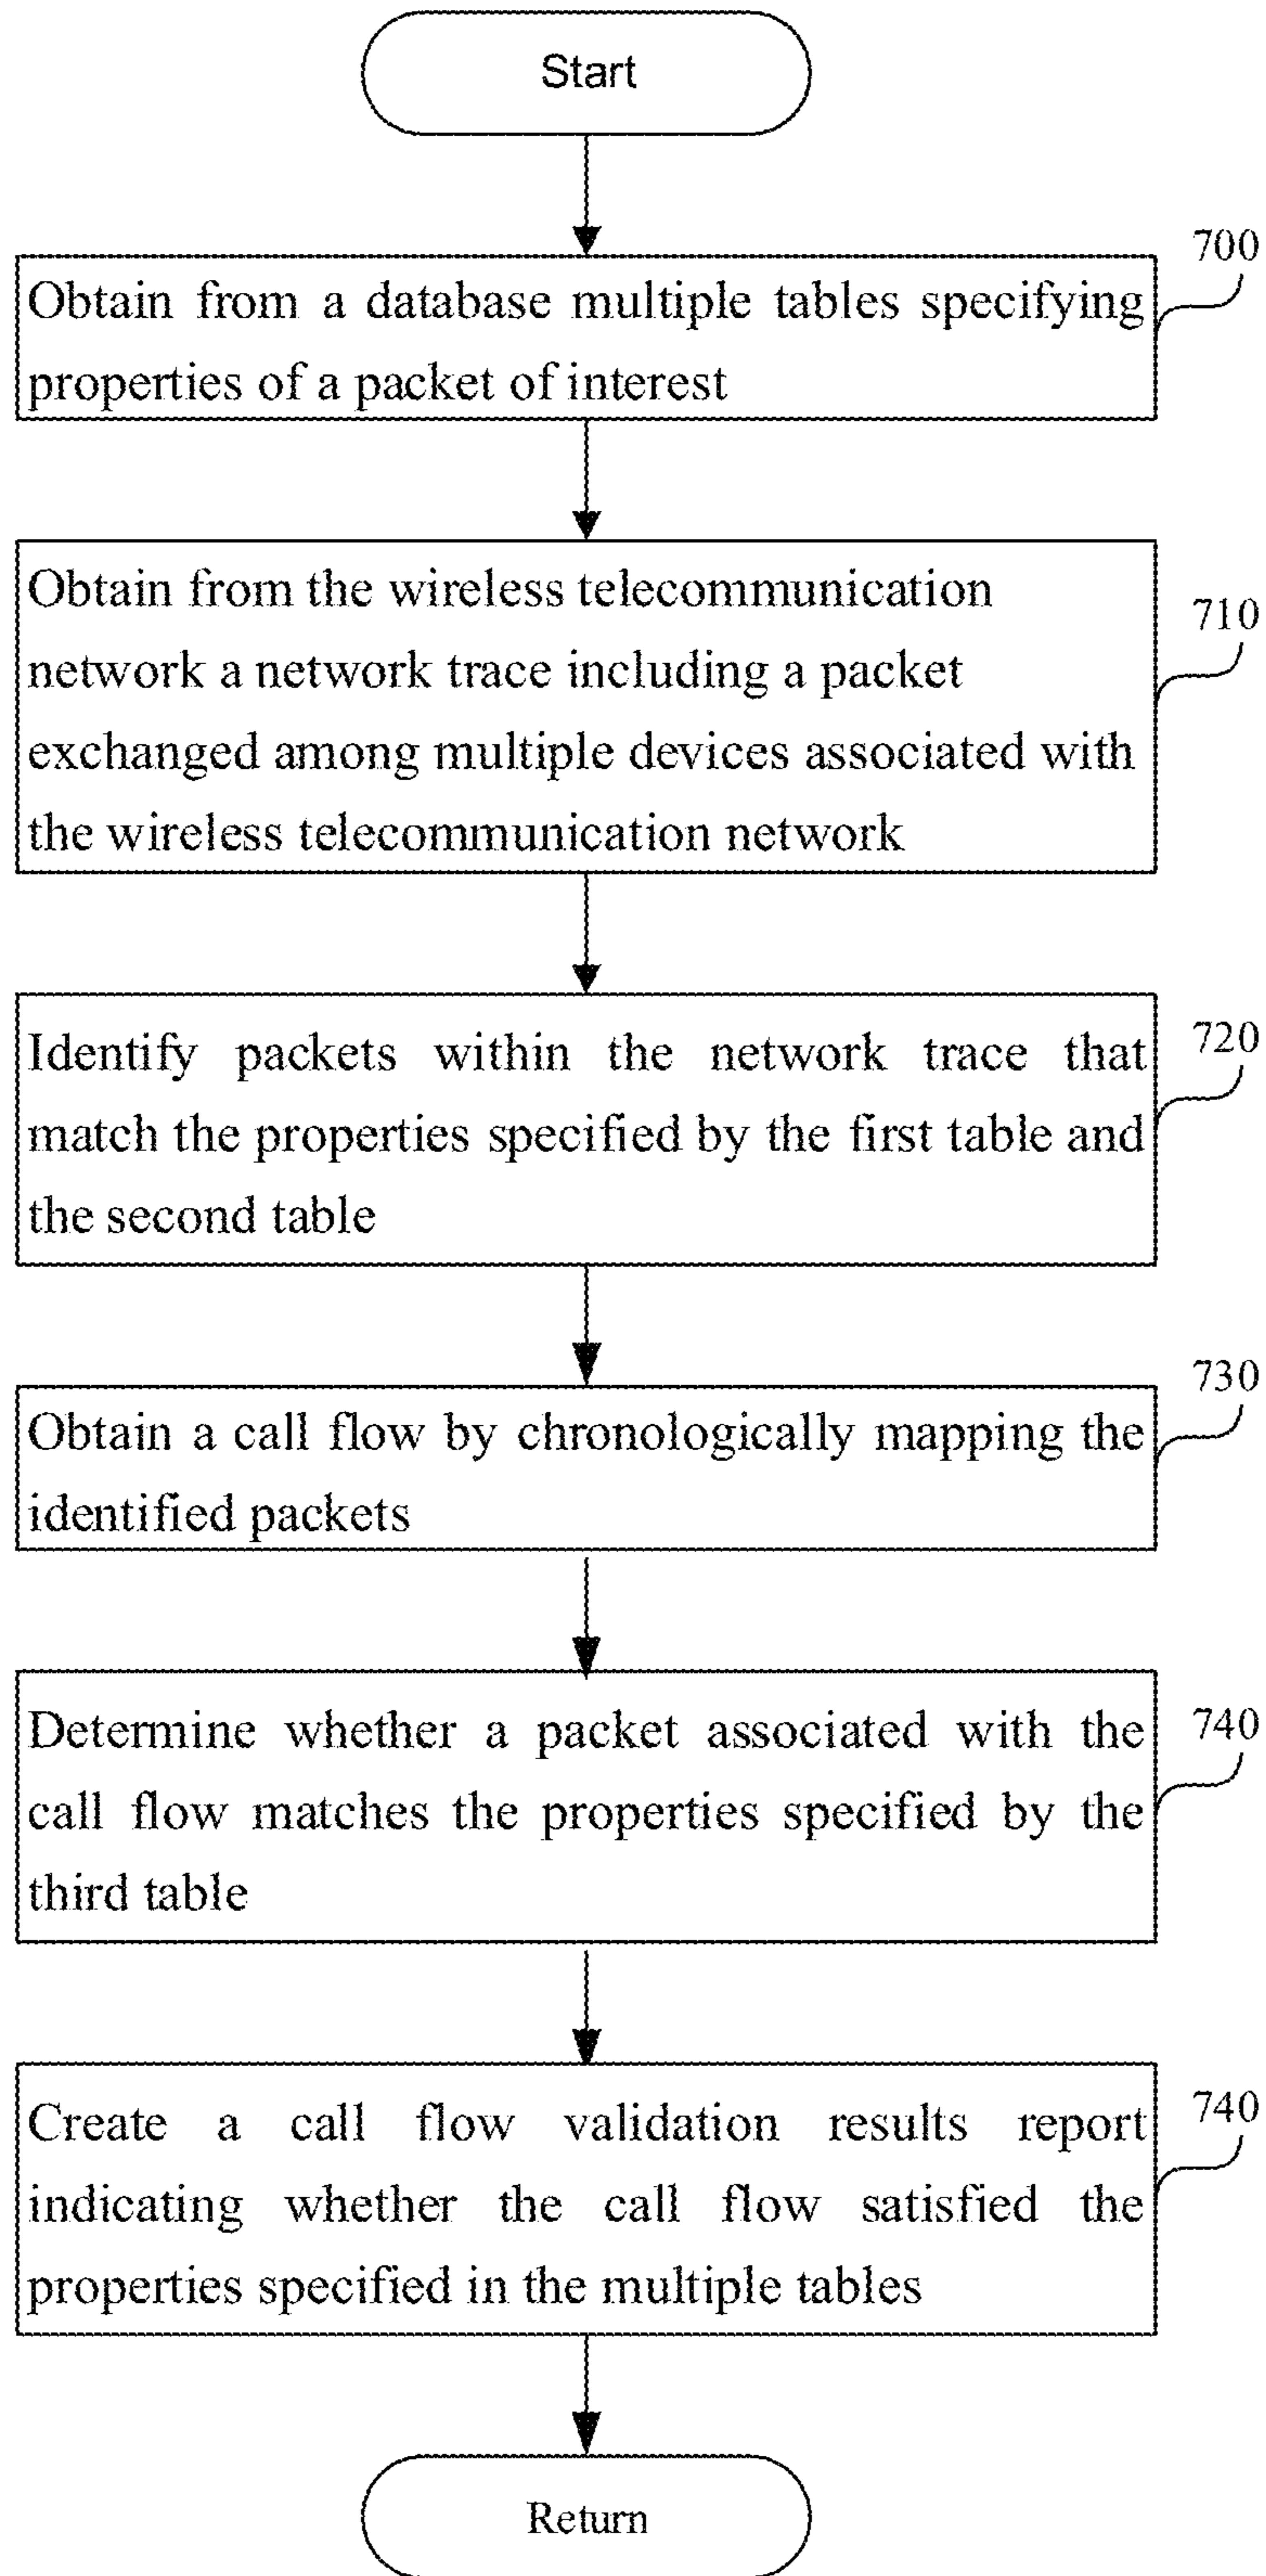 Start
700
Obtain from a database multiple tables specifying
properties of a packet of interest
710
Obtain from the wireless telecommunication
network a network trace including a packet
exchanged among multiple devices associated with
the wireless telecommunication network
720
Identify packets within the network trace that
match the properties specified by the first table and
the second table
730
Obtain a call flow by chronologically mapping the
identified packets
740
Determine whether a packet associated with the
call flow matches the properties specified by the
third table
740
Create a call flow validation results report
indicating whether the call flow satisfied the
properties specified in the multiple tables
Return